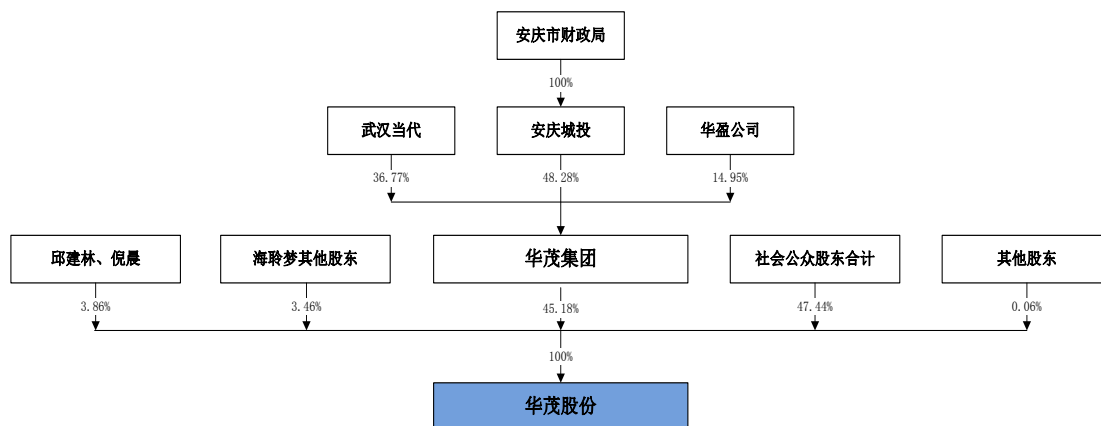 安庆市财政局
100%
武汉当代
安庆城投
华盈公司
36.77%
48.28%
14.95%
邱建林、倪晨
海聆梦其他股东
华茂集团
社会公众股东合计
其他股东
3.86%
3.46%
45.18%
47.44%
0.06%
100%
华茂股份